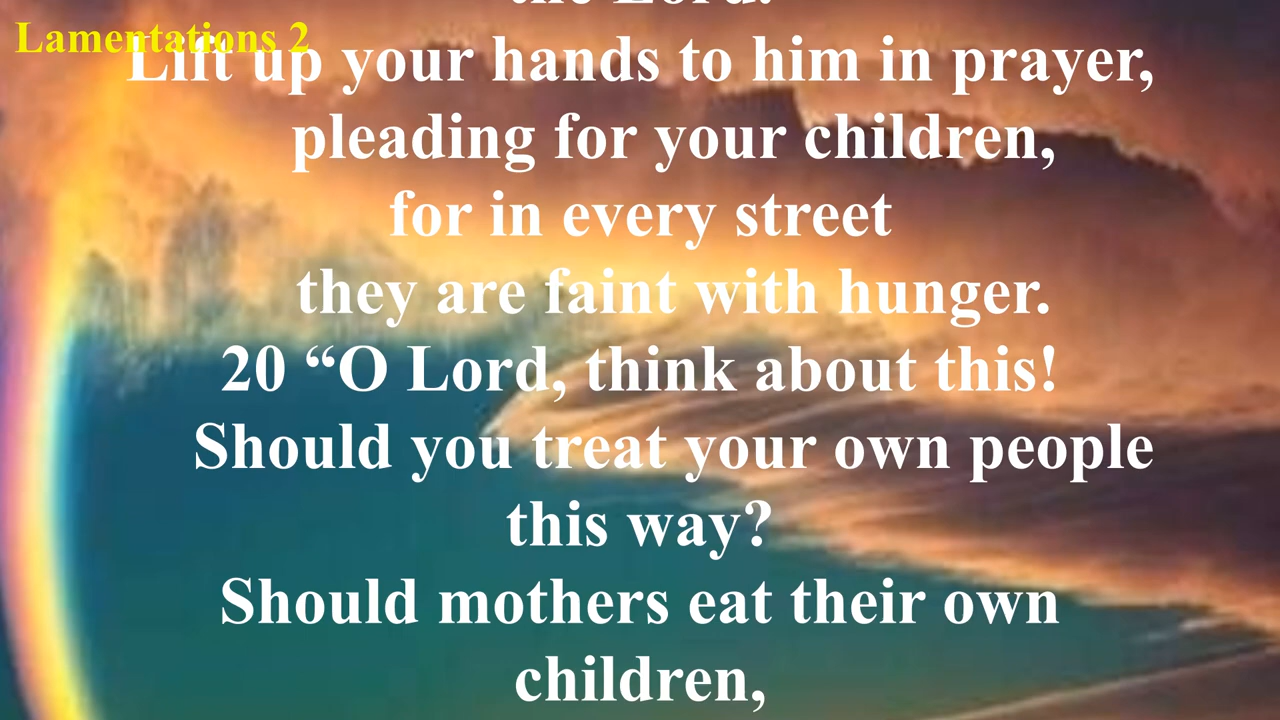 the Lord.
Lamentations 2
Lift up your hands to him in prayer,
pleading for your children,
for in every street
they are faint with hunger.
20 “O Lord, think about this!
Should you treat your own people
this way?
Should mothers eat their own
children,